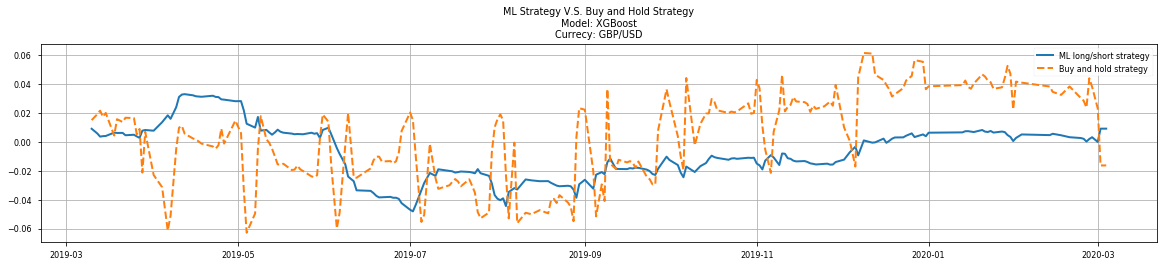 ML Strategy V.S. Buy and Hold Strategy
Model: XGBoost
Currecy: GBP/USD
ML long/short strategy
Buy and hold strategy
0.06
0.04
0.02
0.00
−0.02
−0.04
−0.06
2019-03
2019-05
2019-07
2019-09
2019-11
2020-01
2020-03